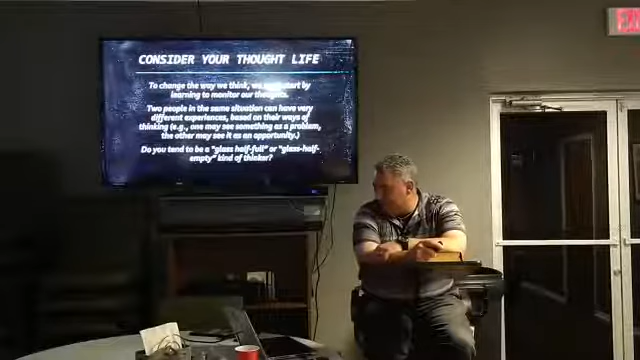 CONSIDER YOUR THOUGHT LIFE
To change the way we think, we start by
learning to monitor our thoughts.
Two people in the same situation can have very
different experiences, based on their ways of
thinking (e.g., one may see something as a problem,
the other may see it as an opportunity.)
Do you tend to be a "glass half-full" or "glass-half-
empty" kind of thinker?